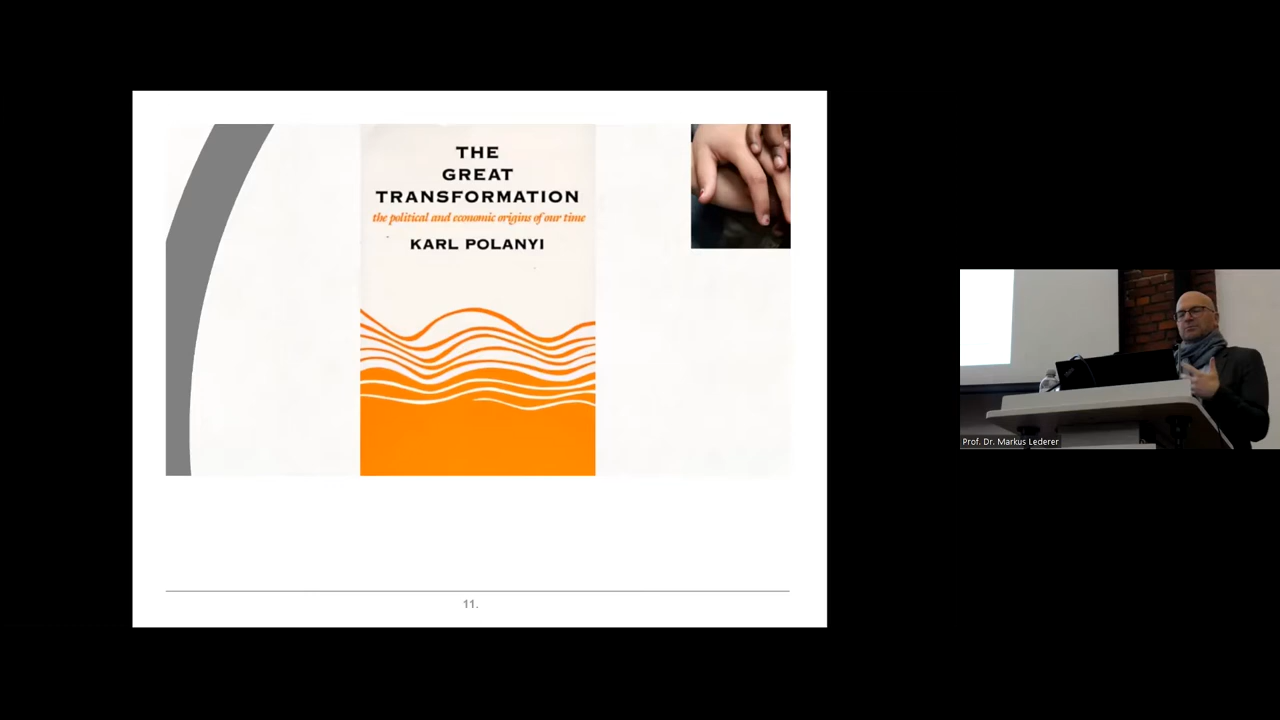 THE
GREAT
TRANSFORMATION
the political and economic origins of our time
KARL POLANYI
11.
Prof. Dr. Markus Lederer